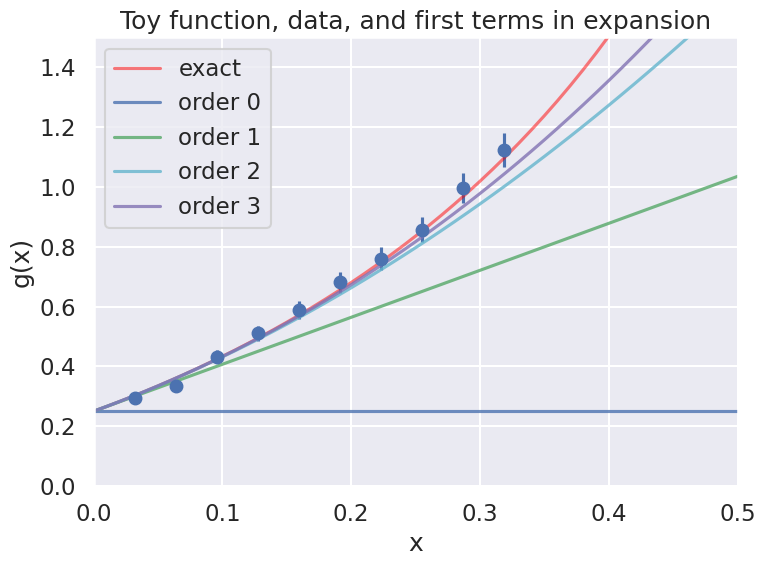 Toy function, data, and first terms in expansion
exact
order 0
order 1
order 2
order 3
g(x)
1.4
1.2
1.0
0.8
0.6
0.4
0.2
0.0
0.0 0.1 0.2 0.3 0.4 0.5
x